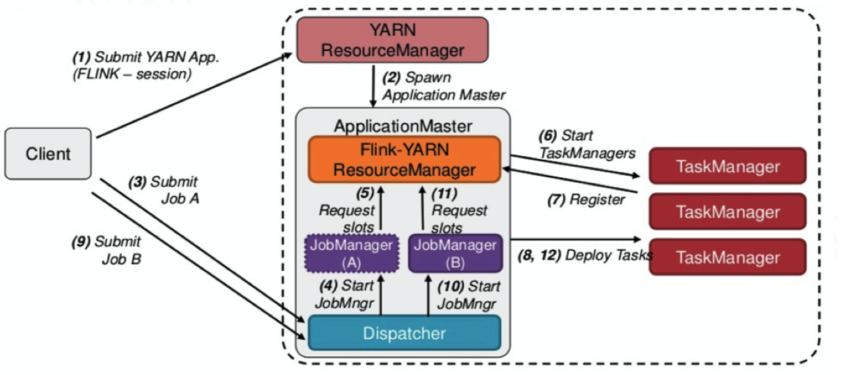 YARN
ResourceManager
(1) Submit YARN App.
(FLINK – session)
(2) Spawn
Application Master
ApplicationMaster
Flink-YARN
ResourceManager
(6) Start
TaskManagers
TaskManager
Client
(3) Submit
Job A
(5)
Request
slots
(11)
Request
slots
(7) Register
TaskManager
(9) Submit
Job B
JobManager
(A)
JobManager
(B)
(8, 12) Deploy Tasks
TaskManager
(4) Start
JobMngr
(10) Start
JobMngr
Dispatcher